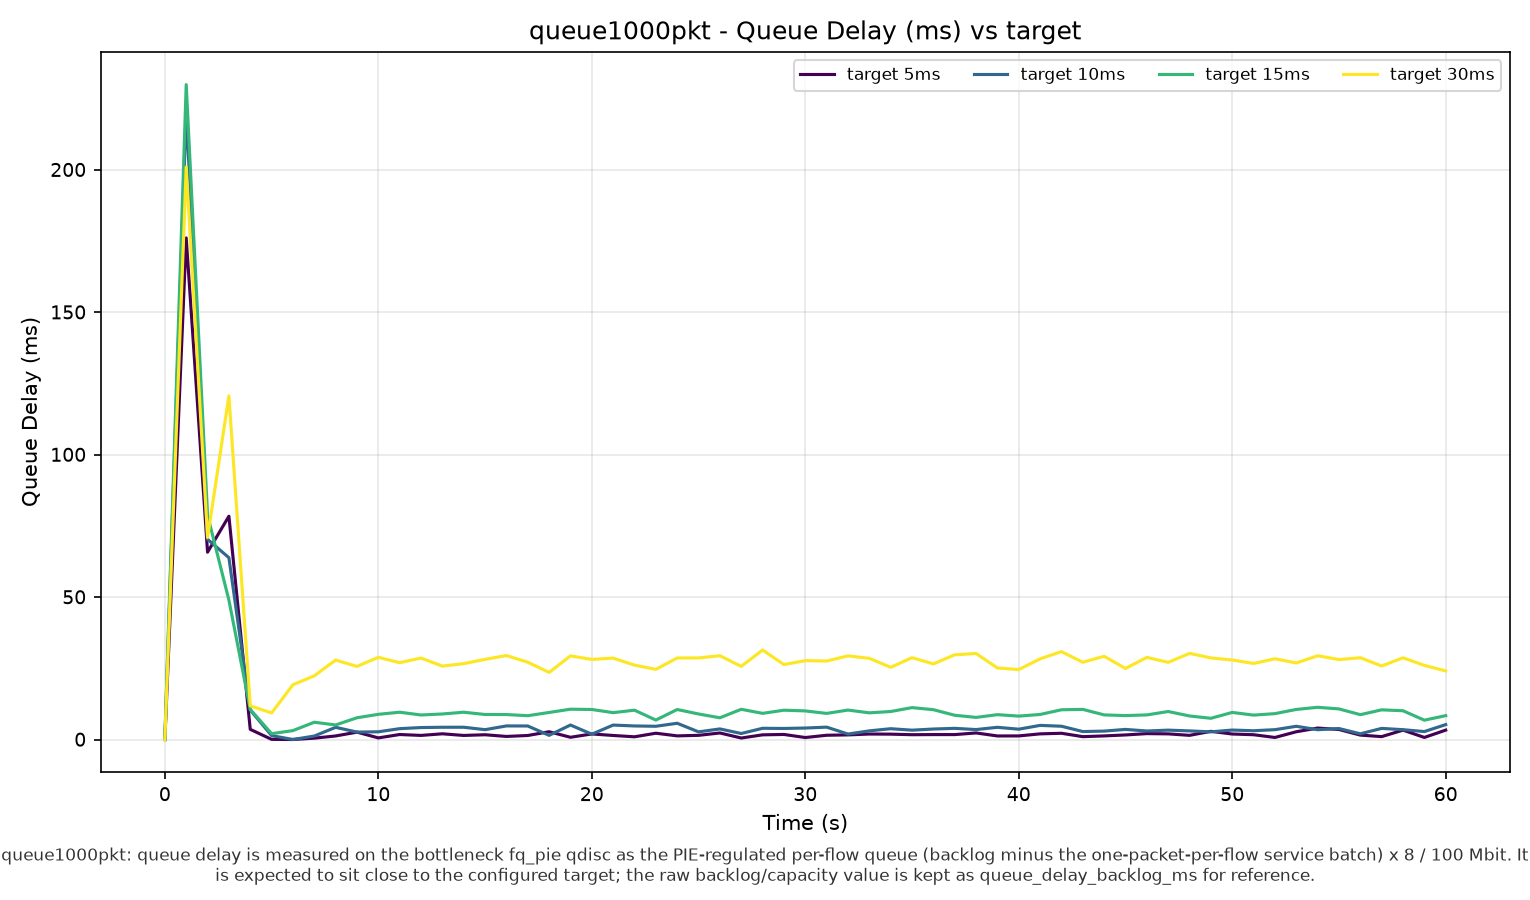 queue1000pkt - Queue Delay (ms) vs target
target 5ms
target 10ms
target 15ms
target 30ms
Queue Delay (ms)
200
150
100
50
0
0
10
20
30
40
50
60
Time (s)
queue1000pkt: queue delay is measured on the bottleneck fq_pie qdisc as the PIE-regulated per-flow queue (backlog minus the one-packet-per-flow service batch) x 8 / 100 Mbit. It
is expected to sit close to the configured target; the raw backlog/capacity value is kept as queue_delay_backlog_ms for reference.